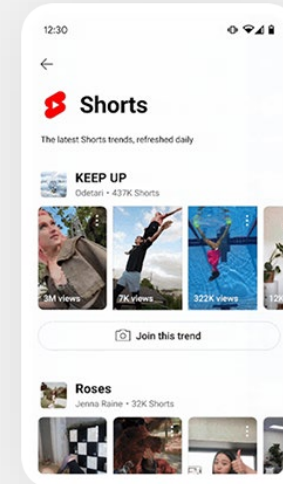 12:30
Shorts
The latest Shorts trends, refreshed daily
KEEP UP
Odetari • 437K Shorts
3M views
7K views
322K views
12K
Join this trend
Roses
Jenna Raine • 32K Shorts